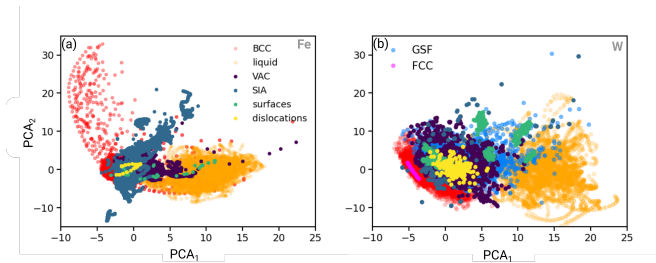 (a)
Fe
BCC
liquid
VAC
SIA
surfaces
dislocations
30
20
10
0
−10
PCA2
−10
−5
0
5
10
15
20
25
PCA1
(b)
W
GSF
FCC
30
20
10
0
−10
−10
−5
0
5
10
15
20
25
PCA1